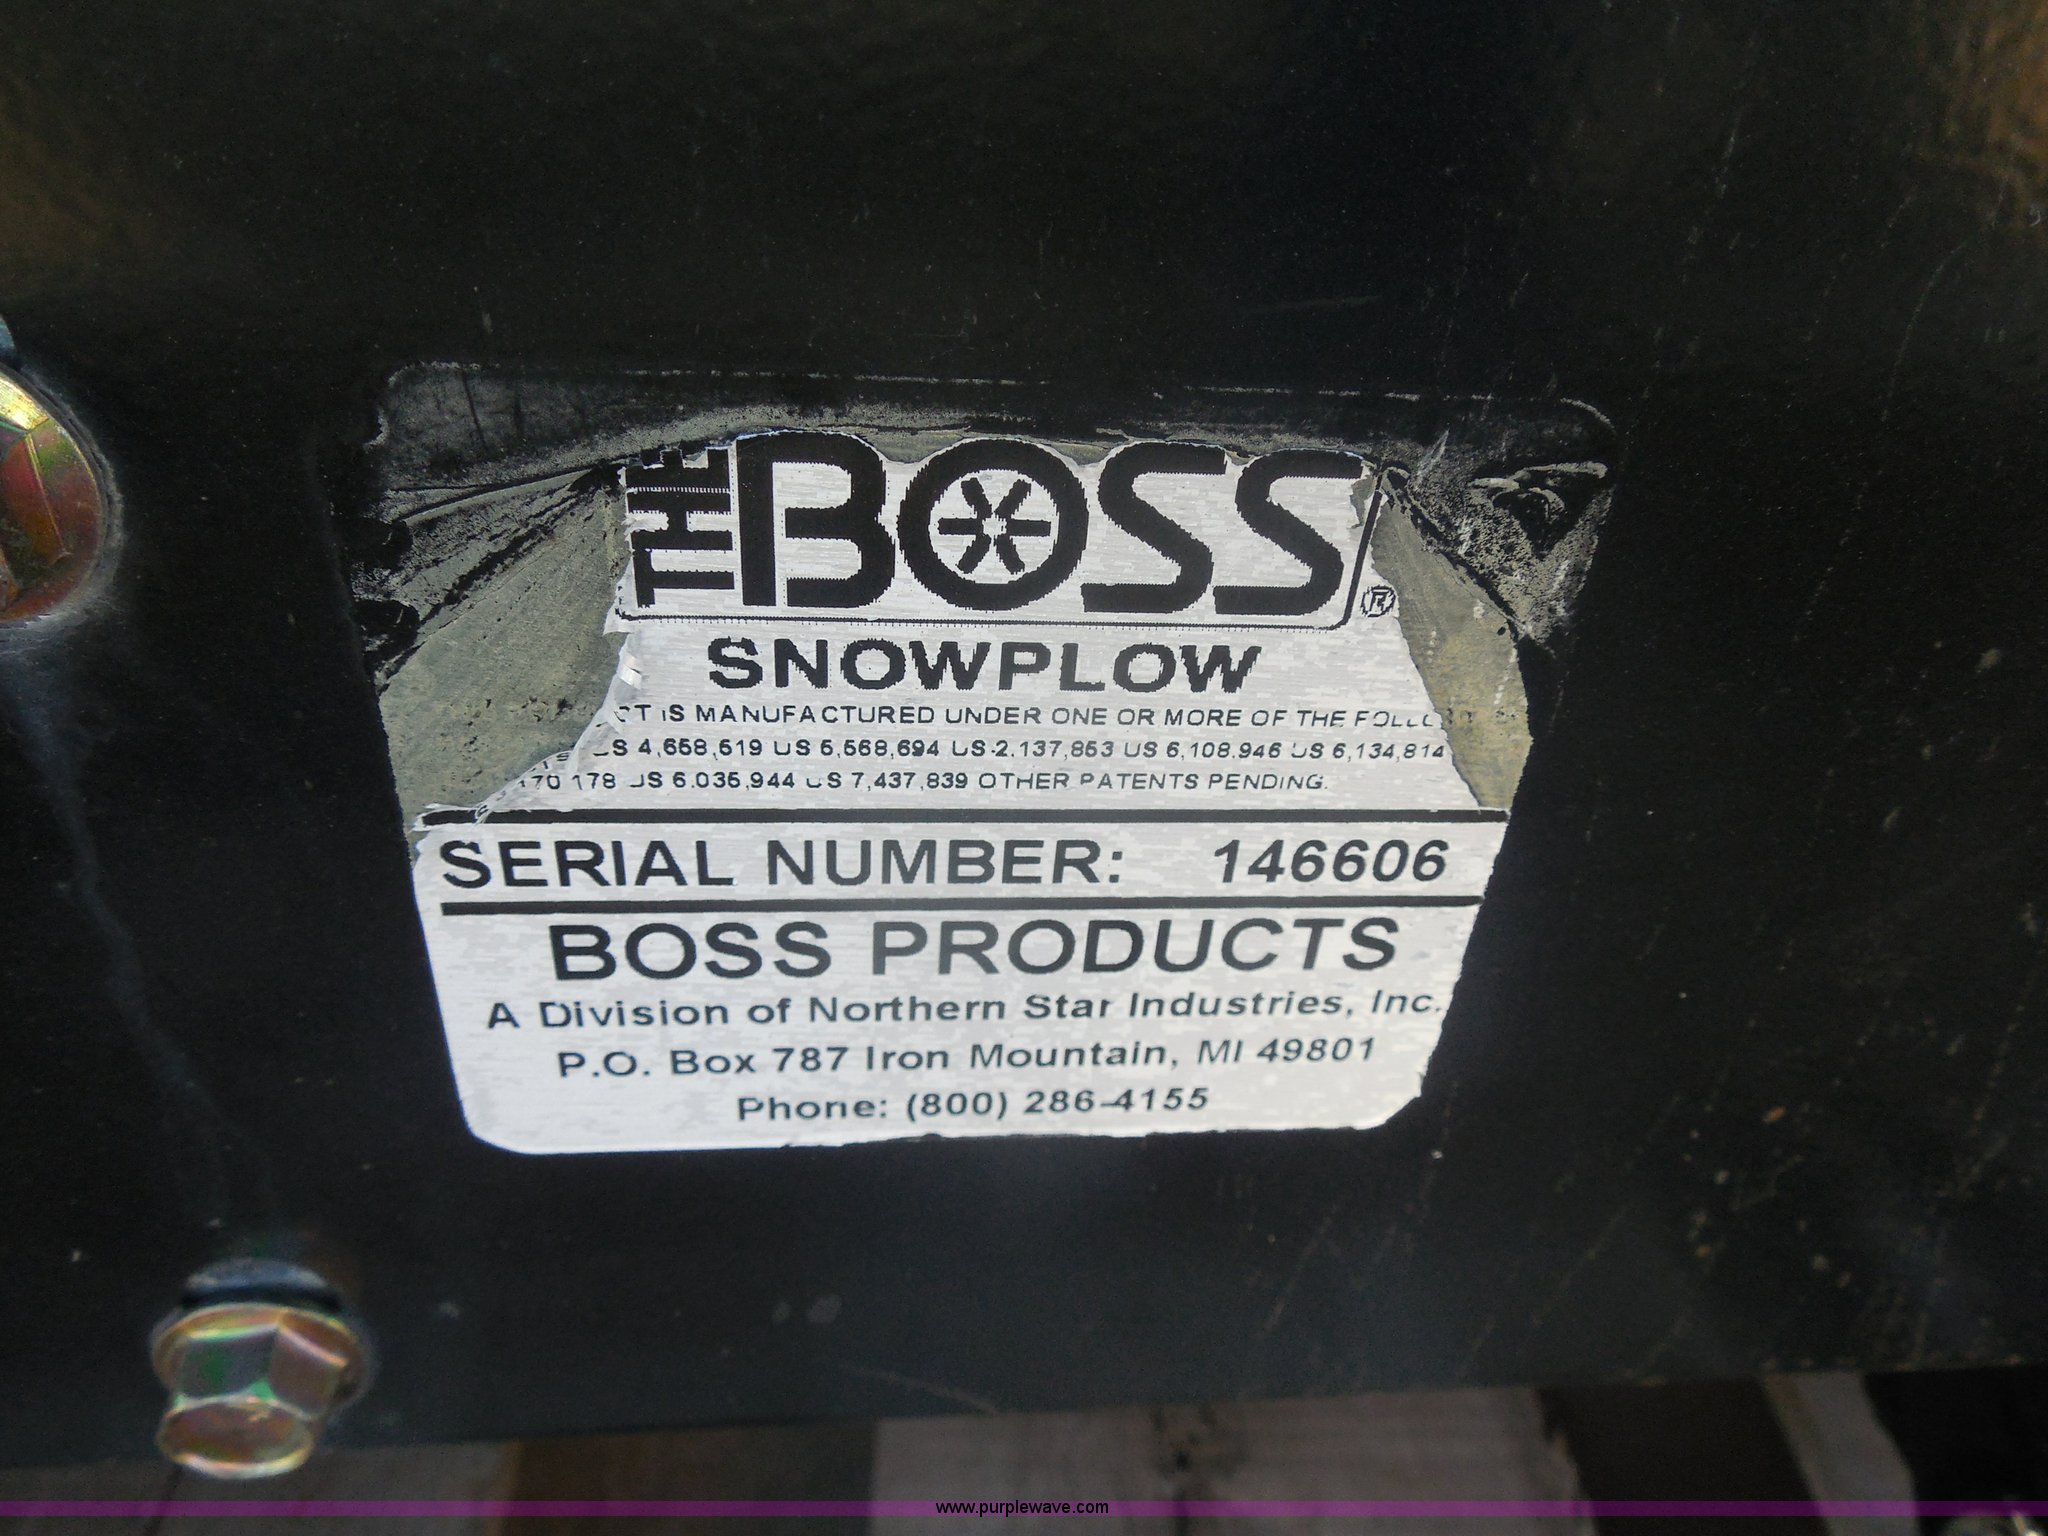 THE BOSS ®
SNOWPLOW
CT IS MANUFACTURED UNDER ONE OR MORE OF THE
US 4,658,519 US 5,568,694 US 2,137,853 US 6,108,946 US 6,134,814
170 178 US 6,035,944 US 7,437,839 OTHER PATENTS PENDING.
SERIAL NUMBER: 146606
BOSS PRODUCTS
A Division of Northern Star Industries, Inc.
P.O. Box 787 Iron Mountain, MI 49801
Phone: (800) 286-4155
www.purplewave.com